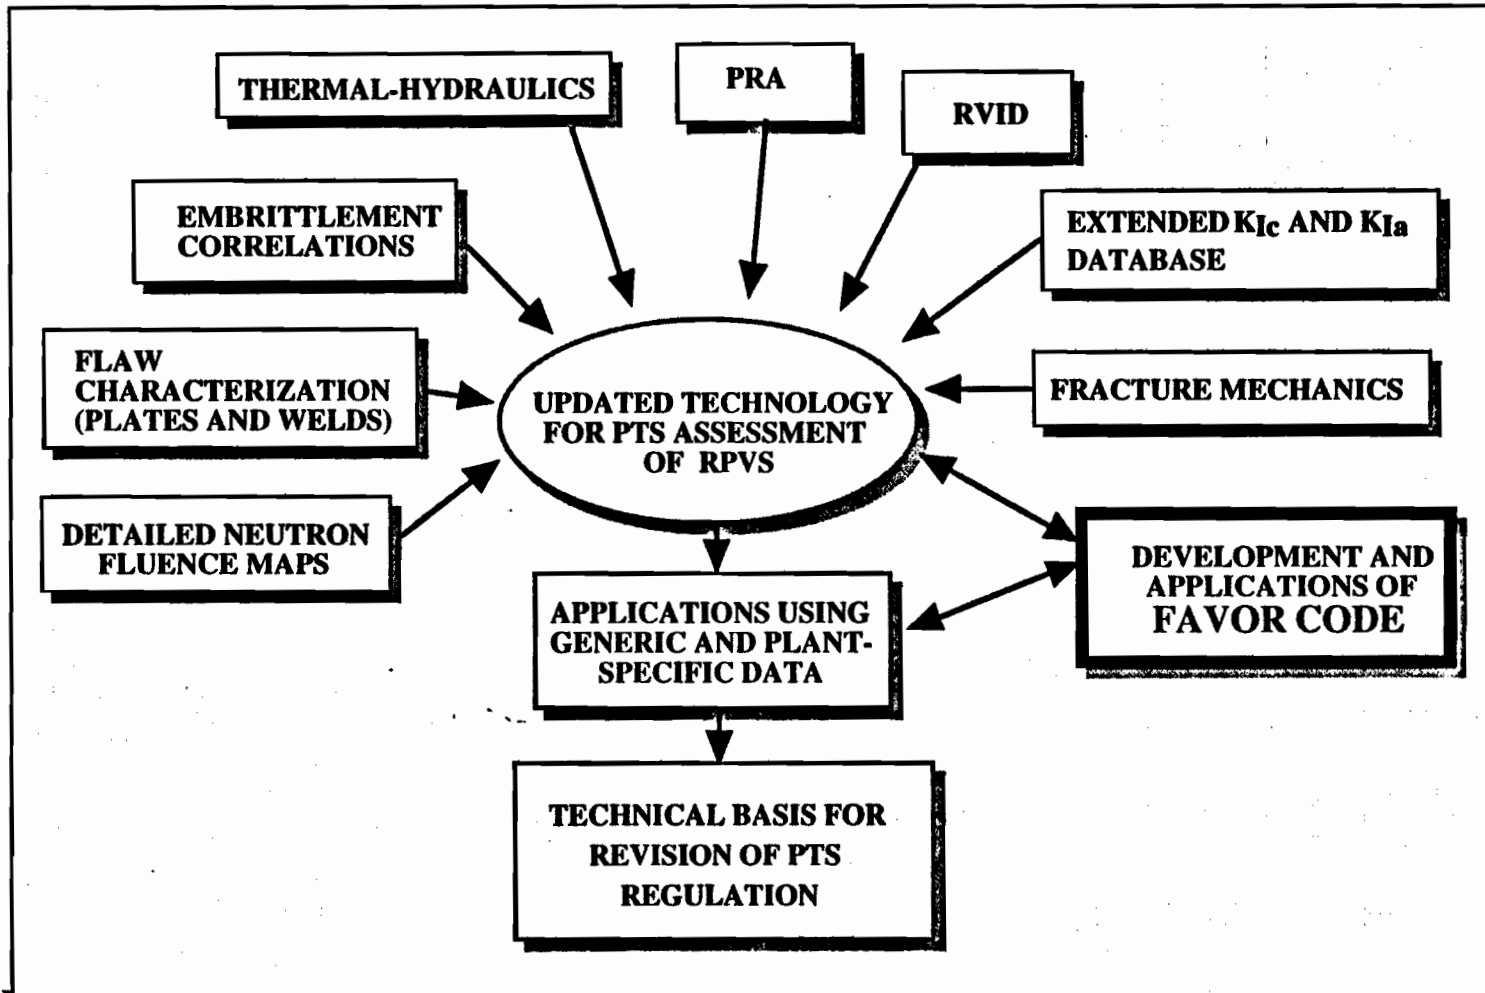 THERMAL-HYDRAULICS
PRA
RVID
EMBRITTLEMENT
CORRELATIONS
EXTENDED KIc AND KIa
DATABASE
FLAW
CHARACTERIZATION
(PLATES AND WELDS)
FRACTURE MECHANICS
UPDATED TECHNOLOGY
FOR PTS ASSESSMENT
OF RPVS
DETAILED NEUTRON
FLUENCE MAPS
DEVELOPMENT AND
APPLICATIONS OF
FAVOR CODE
APPLICATIONS USING
GENERIC AND PLANT-
SPECIFIC DATA
TECHNICAL BASIS FOR
REVISION OF PTS
REGULATION